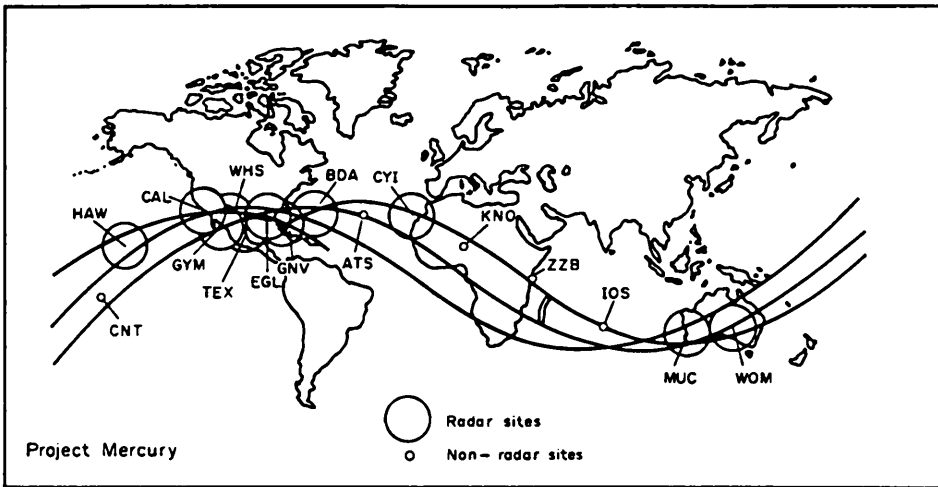 WHS
BDA
CYI
CAL
HAW
KNO
GYM
TEX
EGL
GNV
ATS
ZZB
IOS
CNT
MUC
WOM
Radar sites
Non-radar sites
Project Mercury